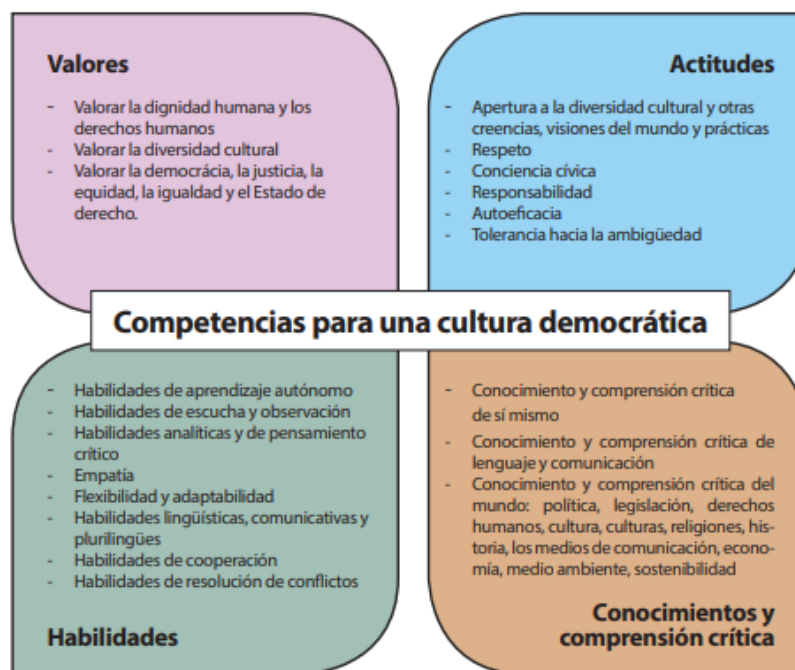 Valores
- Valorar la dignidad humana y los
derechos humanos
- Valorar la diversidad cultural
- Valorar la demočrácia, la justicia, la
equidad, la igualdad y el Estado de
derecho.
Actitudes
- Apertura a la diversidad cultural y otras
creencias, visiones del mundo y prácticas
- Respeto
- Conciencia cívica
- Responsabilidad
- Autoeficacia
- Tolerancia hacia la ambigüedad
Competencias para una cultura democrática
- Habilidades de aprendizaje autónomo
- Habilidades de escucha y observación
- Habilidades analíticas y de pensamiento
crítico
- Empatía
- Flexibilidad y adaptabilidad
- Habilidades lingüísticas, comunicativas y
plurilingües
- Habilidades de cooperación
- Habilidades de resolución de conflictos
Habilidades
- Conocimiento y comprensión crítica
de sí mismo
- Conocimiento y comprensión crítica de
lenguaje y comunicación
- Conocimiento y comprensión crítica del
mundo: política, legislación, derechos
humanos, cultura, culturas, religiones, his-
toria, los medios de comunicación, econo-
mía, medio ambiente, sostenibilidad
Conocimientos y
comprensión crítica